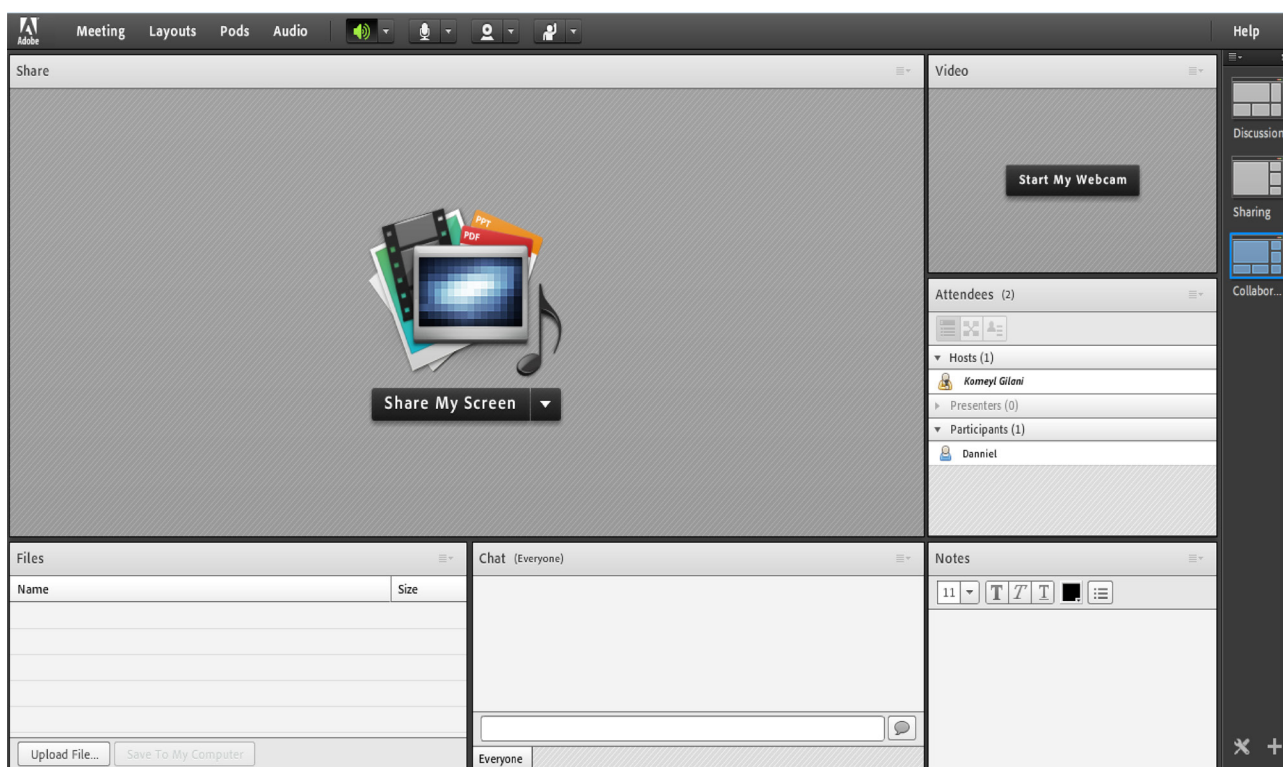 Adobe
Meeting Layouts Pods Audio
Help
Share
PPT
PDF
Share My Screen
Video
Start My Webcam
Attendees (2)
Hosts (1)
Komeyl Gilani
Presenters (0)
Participants (1)
Danniel
Files
Name Size
Upload File... Save To My Computer
Chat (Everyone)
Everyone
Notes
11 T T T
Discussion
Sharing
Collabor...